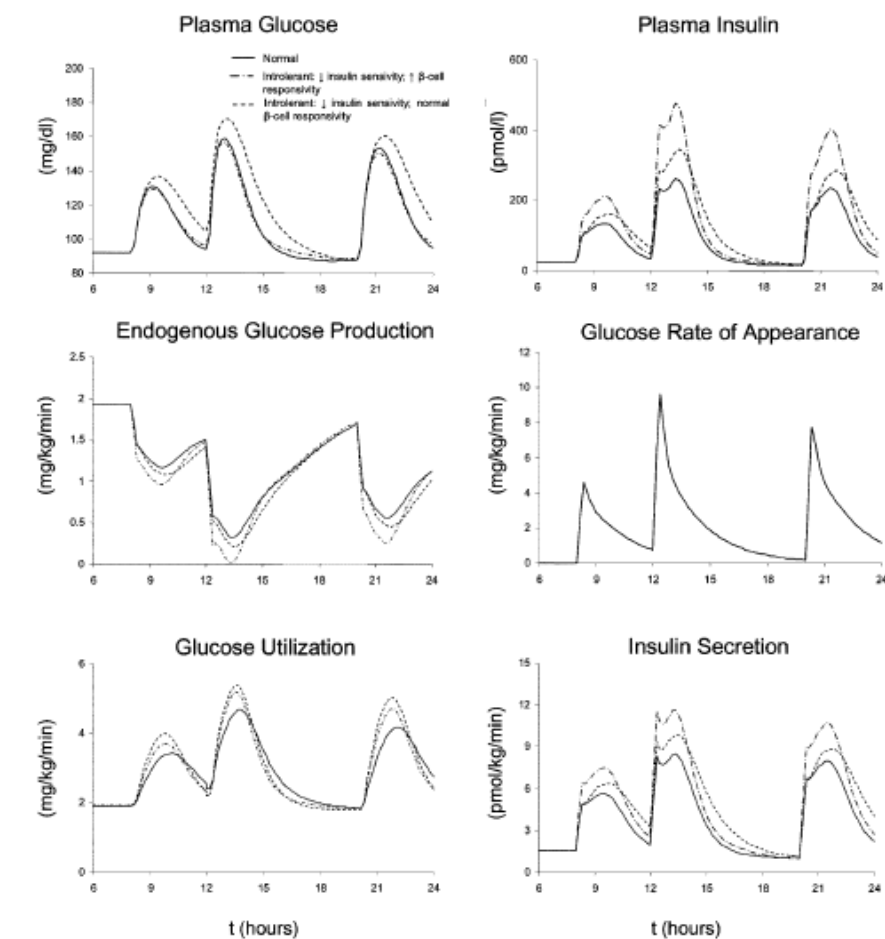 Plasma Glucose
Normal
Intolerant: ↓ insulin sensivity; ↑ β-cell
responsivity
Intolerant: ↓ insulin sensivity; normal
β-cell responsivity
(mg/dl)
200
180
160
140
120
100
80
6 9 12 15 18 21 24
Plasma Insulin
(pmol/l)
600
400
200
0
6 9 12 15 18 21 24
Endogenous Glucose Production
(mg/kg/min)
2.5
2
1.5
1
0.5
0
6 9 12 15 18 21 24
Glucose Rate of Appearance
(mg/kg/min)
12
10
8
6
4
2
0
6 9 12 15 18 21 24
Glucose Utilization
(mg/kg/min)
6
4
2
0
6 9 12 15 18 21 24
t (hours)
Insulin Secretion
(pmol/kg/min)
15
12
9
6
3
0
6 9 12 15 18 21 24
t (hours)